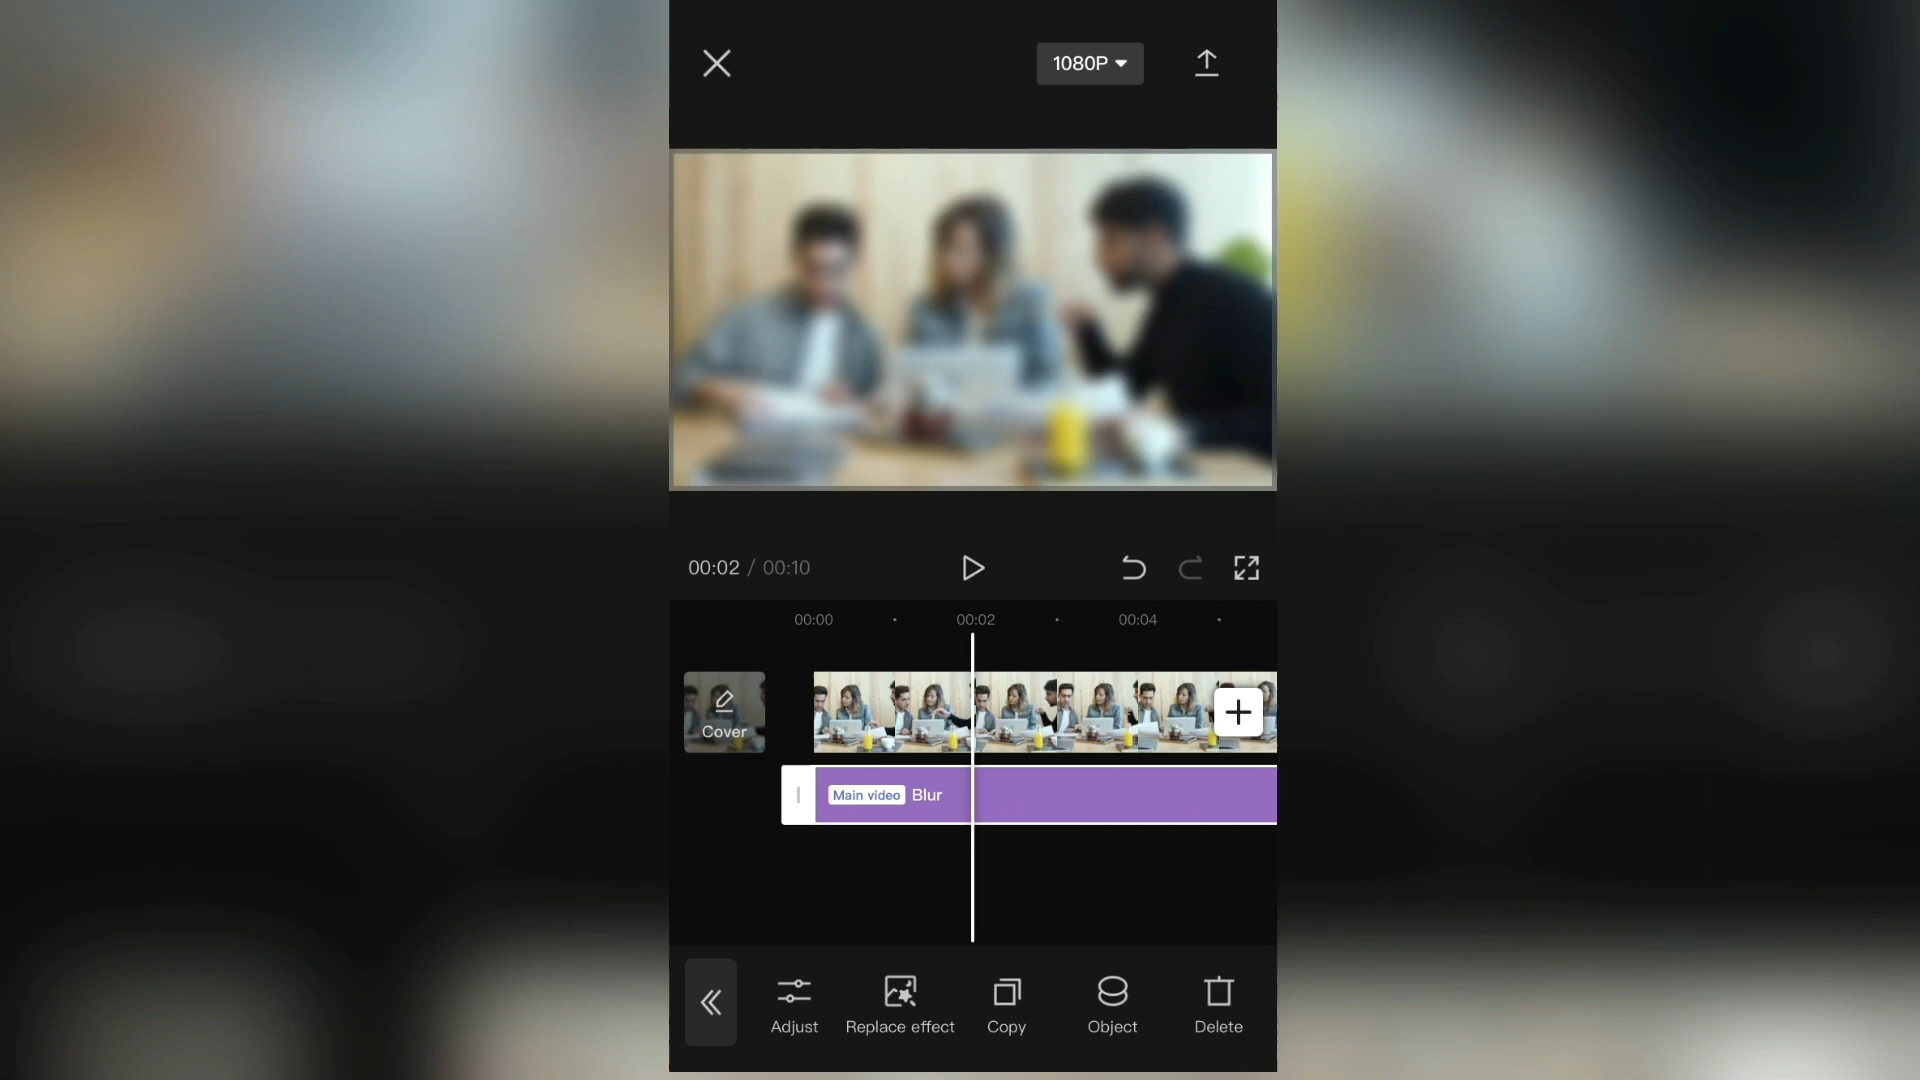 1080P
00:02 / 00:10
00:00 00:02 00:04
Cover
Main video Blur
Adjust Replace effect Copy Object Delete